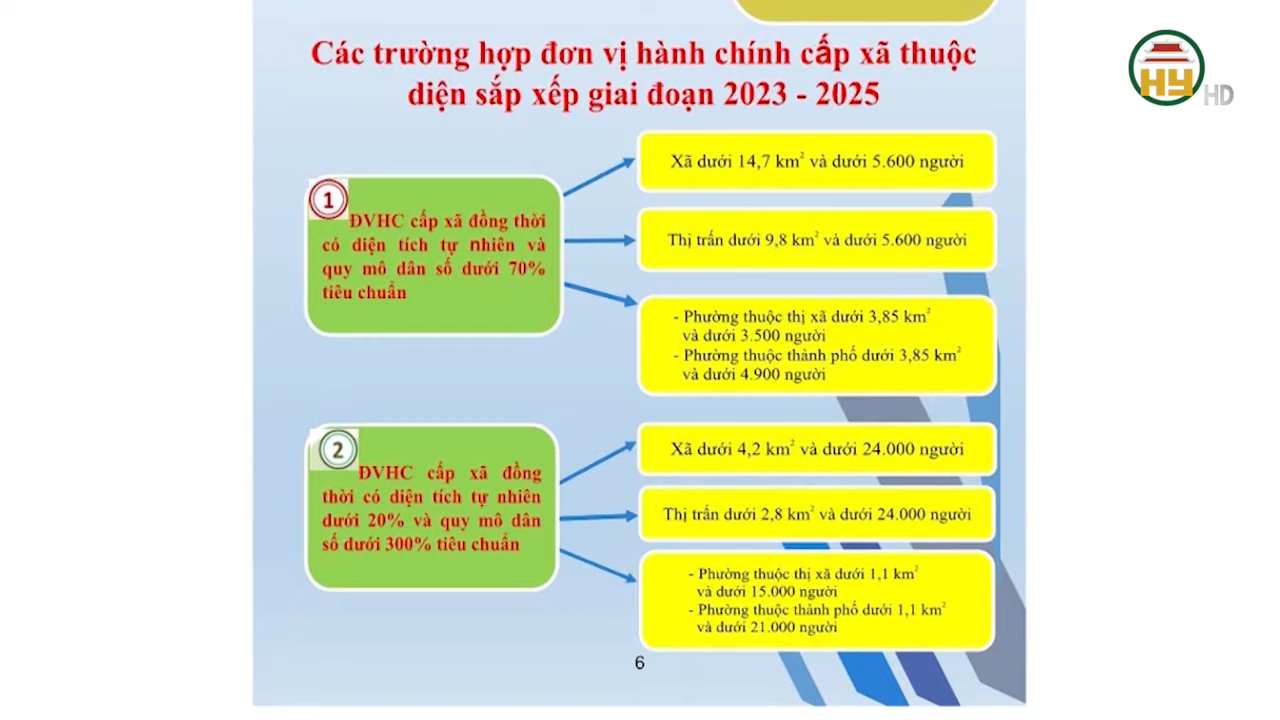 Các trường hợp đơn vị hành chính cấp xã thuộc
diện sắp xếp giai đoạn 2023 - 2025
HY
HD
1
ĐVHC cấp xã đồng thời
có diện tích tự nhiên và
quy mô dân số dưới 70%
tiêu chuẩn
Xã dưới 14,7 km² và dưới 5.600 người
Thị trấn dưới 9,8 km² và dưới 5.600 người
- Phường thuộc thị xã dưới 3,85 km²
và dưới 3.500 người
- Phường thuộc thành phố dưới 3,85 km²
và dưới 4.900 người
2
ĐVHC cấp xã đồng
thời có diện tích tự nhiên
dưới 20% và quy mô dân
số dưới 300% tiêu chuẩn
Xã dưới 4,2 km² và dưới 24.000 người
Thị trấn dưới 2,8 km² và dưới 24.000 người
- Phường thuộc thị xã dưới 1,1 km²
và dưới 15.000 người
- Phường thuộc thành phố dưới 1,1 km²
và dưới 21.000 người
6